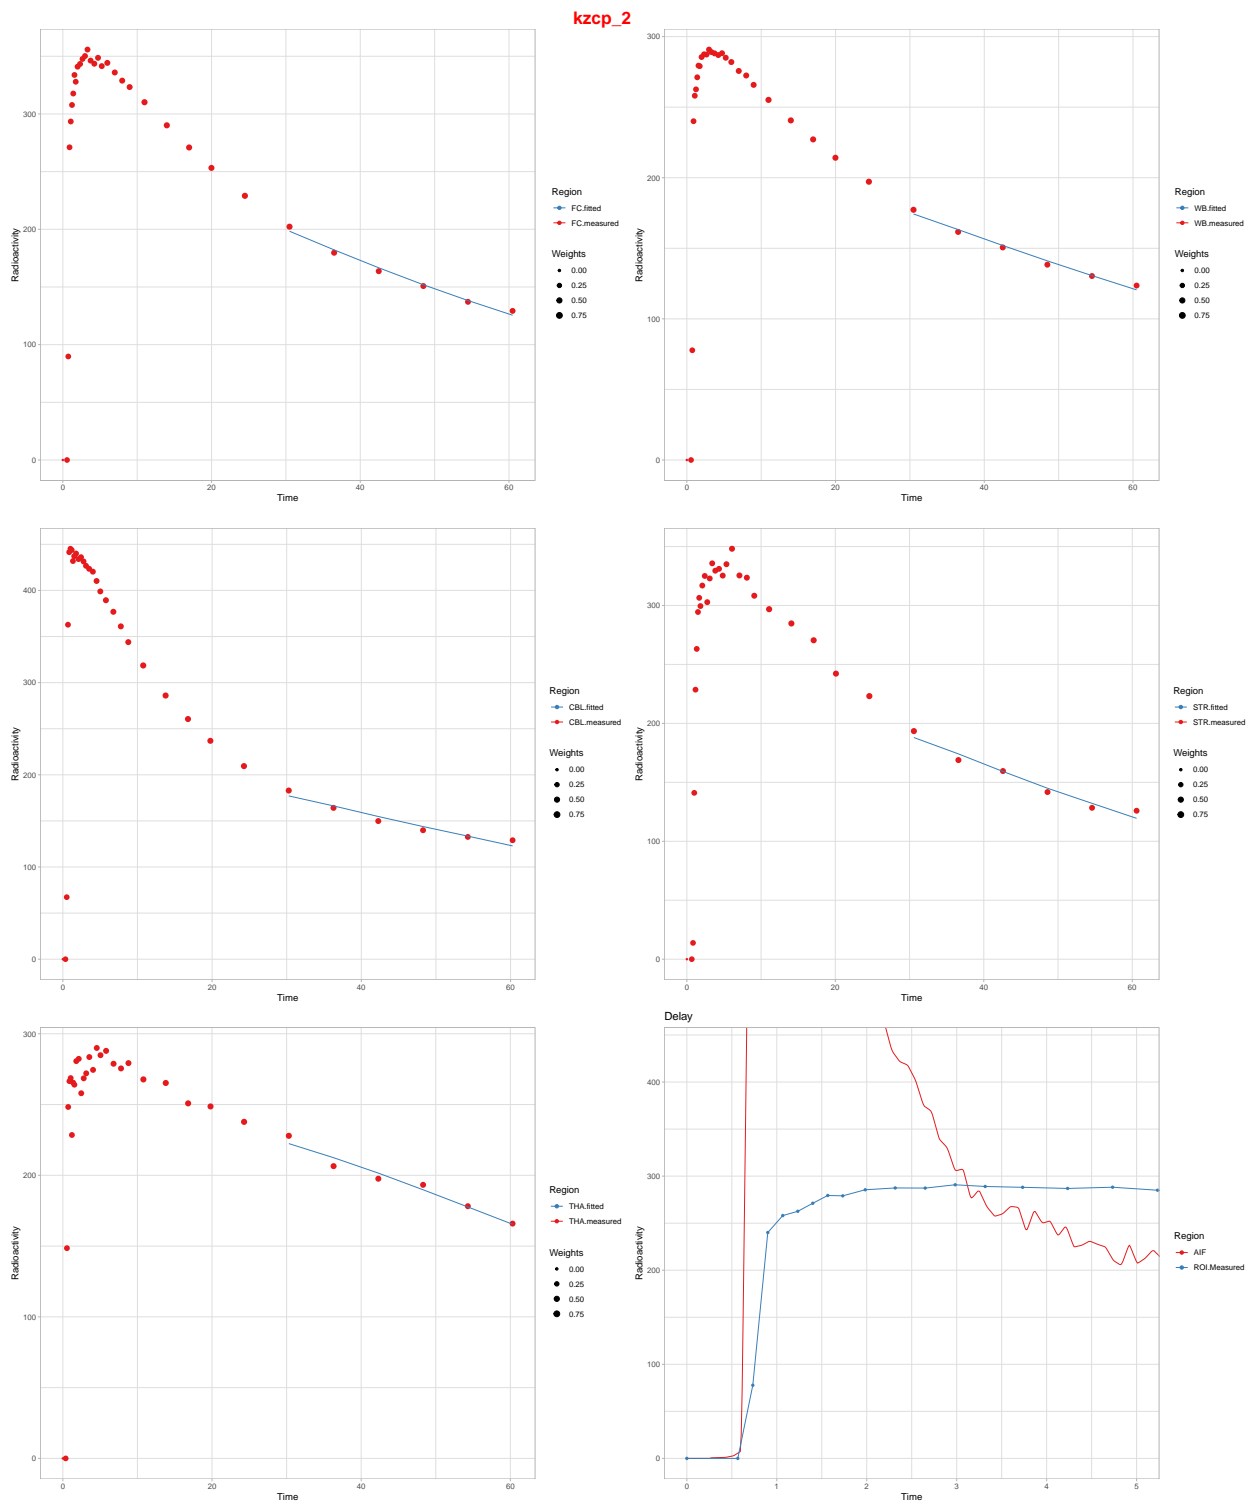 kzcp_2
300
200
100
0
0
20
40
60
Time
Radioactivity
Region
FC.fitted
FC.measured
Weights
0.00
0.25
0.50
0.75
300
200
100
0
0
20
40
60
Time
Radioactivity
Region
WB.fitted
WB.measured
Weights
0.00
0.25
0.50
0.75
400
300
200
100
0
0
20
40
60
Time
Radioactivity
Region
CBL.fitted
CBL.measured
Weights
0.00
0.25
0.50
0.75
300
200
100
0
0
20
40
60
Time
Radioactivity
Region
STR.fitted
STR.measured
Weights
0.00
0.25
0.50
0.75
300
200
100
0
0
20
40
60
Time
Radioactivity
Region
THA.fitted
THA.measured
Weights
0.00
0.25
0.50
0.75
Delay
400
300
200
100
0
0
1
2
3
4
5
Time
Radioactivity
Region
AIF
ROI.Measured